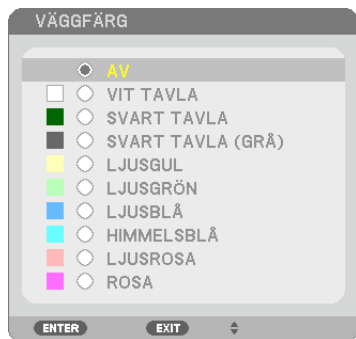 VÄGGFÄRG
AV
VIT TAVLA
SVART TAVLA
SVART TAVLA (GRÅ)
LJUSGUL
LJUSGRÖN
LJUSBLÅ
HIMMELSBLÅ
LJUSROSA
ROSA
ENTER EXIT